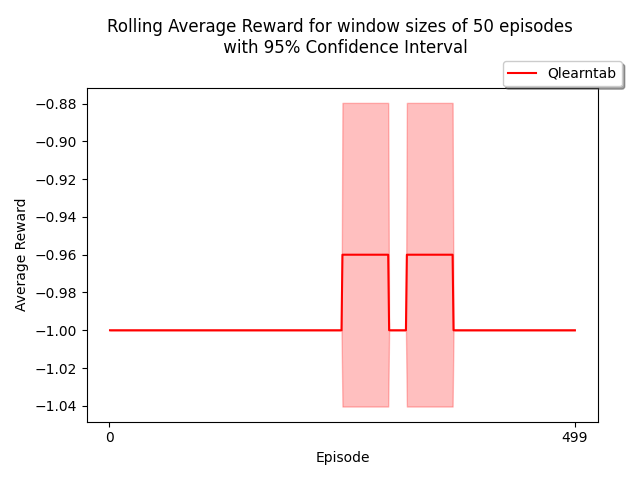 Rolling Average Reward for window sizes of 50 episodes
with 95% Confidence Interval
Qlearntab
−0.88
−0.90
−0.92
−0.94
−0.96
−0.98
−1.00
−1.02
−1.04
Average Reward
0
499
Episode